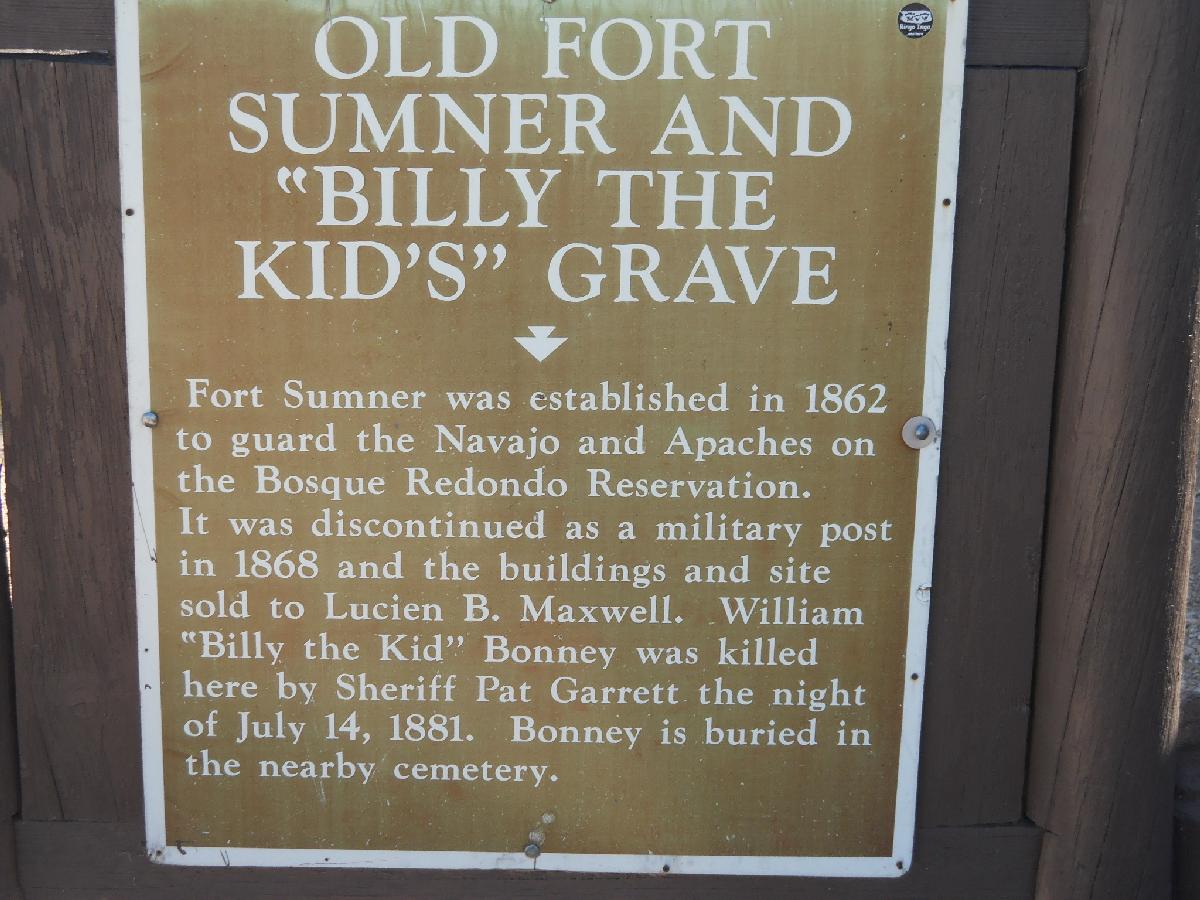 OLD FORT
SUMNER AND
“BILLY THE
KID’S” GRAVE
Fort Sumner was established in 1862
to guard the Navajo and Apaches on
the Bosque Redondo Reservation.
It was discontinued as a military post
in 1868 and the buildings and site
sold to Lucien B. Maxwell. William
“Billy the Kid” Bonney was killed
here by Sheriff Pat Garrett the night
of July 14, 1881. Bonney is buried in
the nearby cemetery.